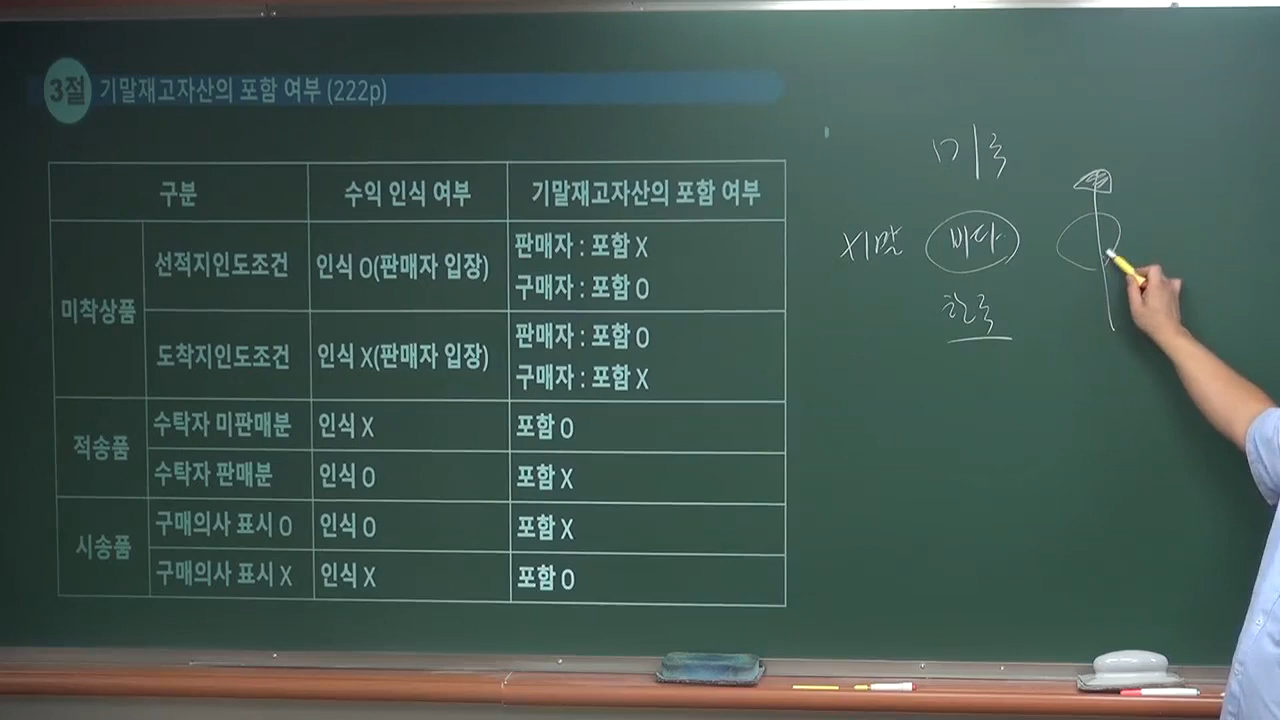 3절 기말재고자산의 포함 여부 (222p)
구분 수익 인식 여부 기말재고자산의 포함 여부
미착상품 선적지인도조건 인식 O(판매자 입장) 판매자 : 포함 X
구매자 : 포함 O
도착지인도조건 인식 X(판매자 입장) 판매자 : 포함 O
구매자 : 포함 X
적송품 수탁자 미판매분 인식 X 포함 O
수탁자 판매분 인식 O 포함 X
시송품 구매의사 표시 O 인식 O 포함 X
구매의사 표시 X 인식 X 포함 O
미국
기말 바다
한국